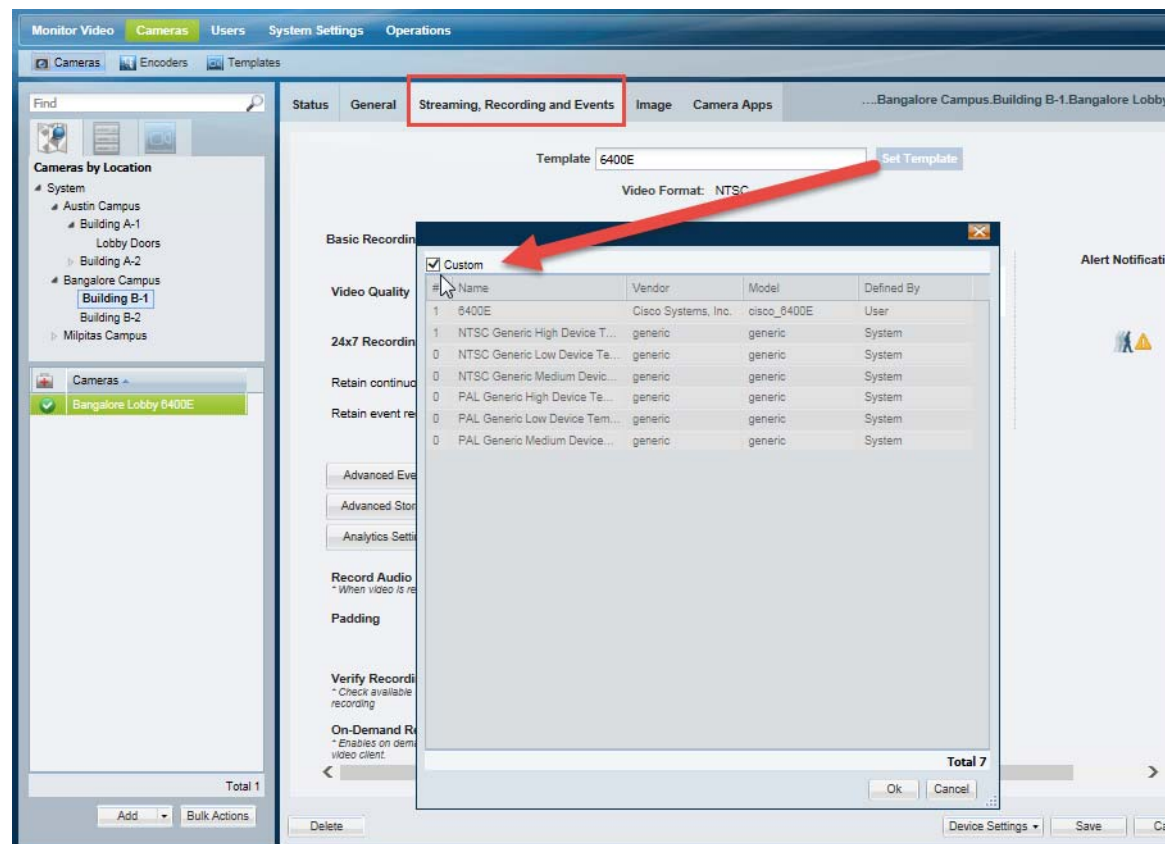 Monitor Video Cameras Users System Settings Operations
Cameras Encoders Templates
Find
Cameras by Location
System
Austin Campus
Building A-1
Lobby Doors
Building A-2
Bangalore Campus
Building B-1
Building B-2
Milpitas Campus
Cameras
Bangalore Lobby 6400E
Total 1
Add Bulk Actions
Status General Streaming, Recording and Events Image Camera Apps ....Bangalore Campus.Building B-1.Bangalore Lobby
Template 6400E Set Template
Video Format: NTSC
Basic Recordin
Video Quality
24x7 Recordin
Retain continuo
Retain event re
Advanced Eve
Advanced Stor
Analytics Setti
Record Audio
* When video is re
Padding
Verify Recordi
* Check available
recording
On-Demand Re
* Enables on dema
video client.
Alert Notificati
Custom
# Name Vendor Model Defined By
1 6400E Cisco Systems, Inc. cisco_6400E User
1 NTSC Generic High Device T... generic generic System
0 NTSC Generic Low Device Te... generic generic System
0 NTSC Generic Medium Devic... generic generic System
0 PAL Generic High Device Te... generic generic System
0 PAL Generic Low Device Tem... generic generic System
0 PAL Generic Medium Device... generic generic System
Total 7
Ok Cancel
Delete Device Settings Save Ca